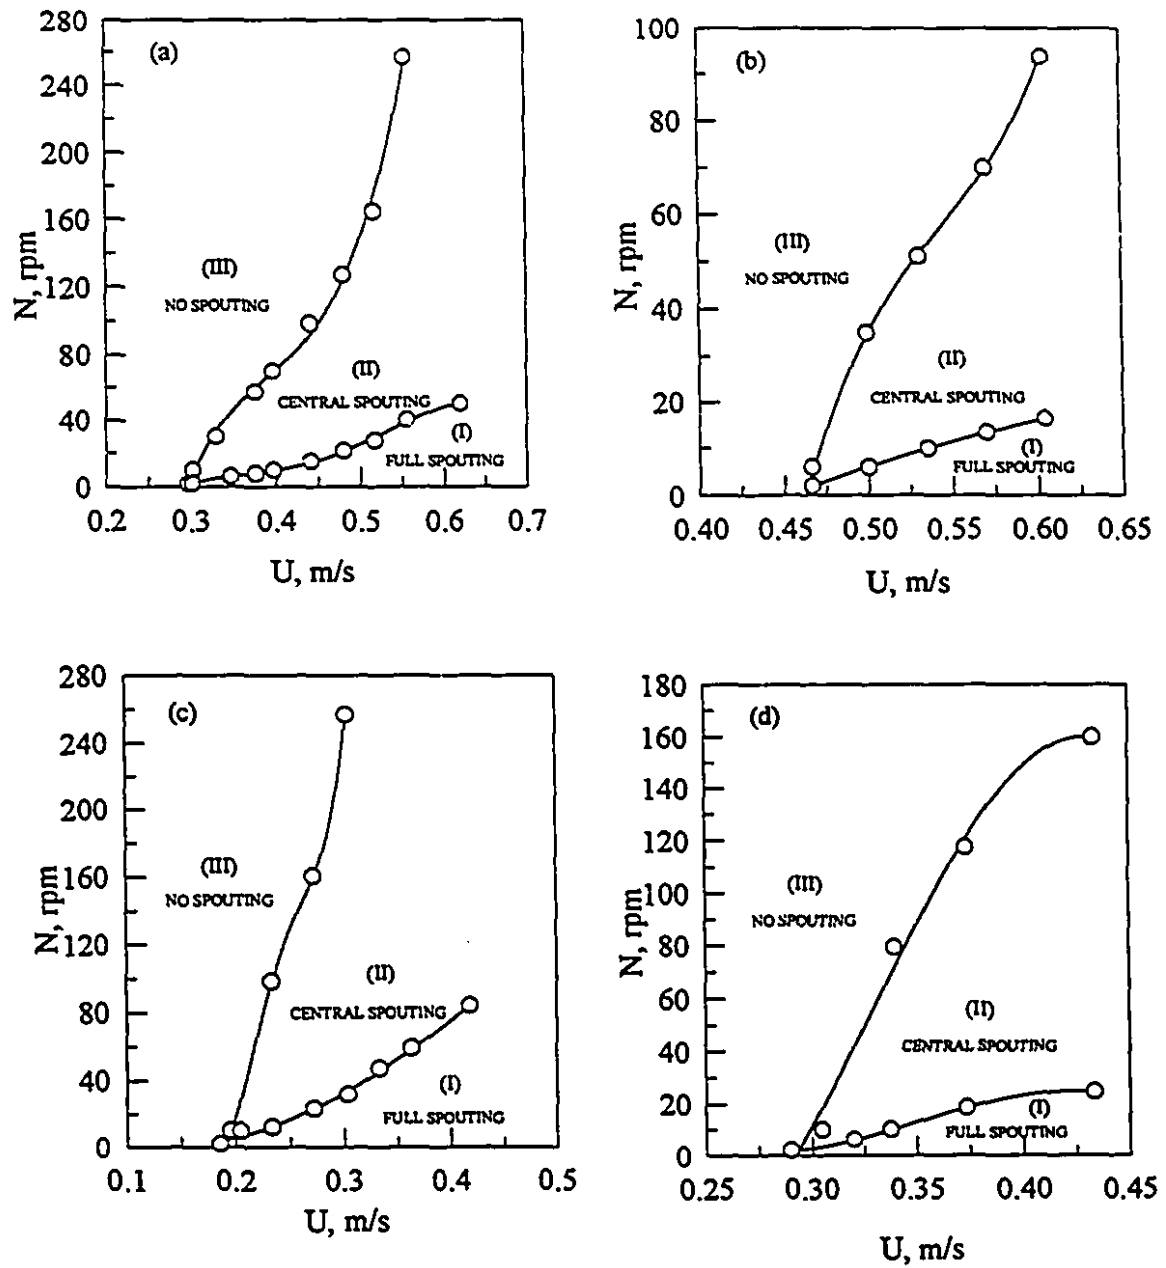 (a)
280
240
200
160
120
80
40
0
N, rpm
(III)
NO SPOUTING
(II)
CENTRAL SPOUTING
(I)
FULL SPOUTING
0.2 0.3 0.4 0.5 0.6 0.7
U, m/s
(b)
100
80
60
40
20
0
N, rpm
(III)
NO SPOUTING
(II)
CENTRAL SPOUTING
(I)
FULL SPOUTING
0.40 0.45 0.50 0.55 0.60 0.65
U, m/s
(c)
280
240
200
160
120
80
40
0
N, rpm
(III)
NO SPOUTING
(II)
CENTRAL SPOUTING
(I)
FULL SPOUTING
0.1 0.2 0.3 0.4 0.5
U, m/s
(d)
180
160
140
120
100
80
60
40
20
0
N, rpm
(III)
NO SPOUTING
(II)
CENTRAL SPOUTING
(I)
FULL SPOUTING
0.25 0.30 0.35 0.40 0.45
U, m/s